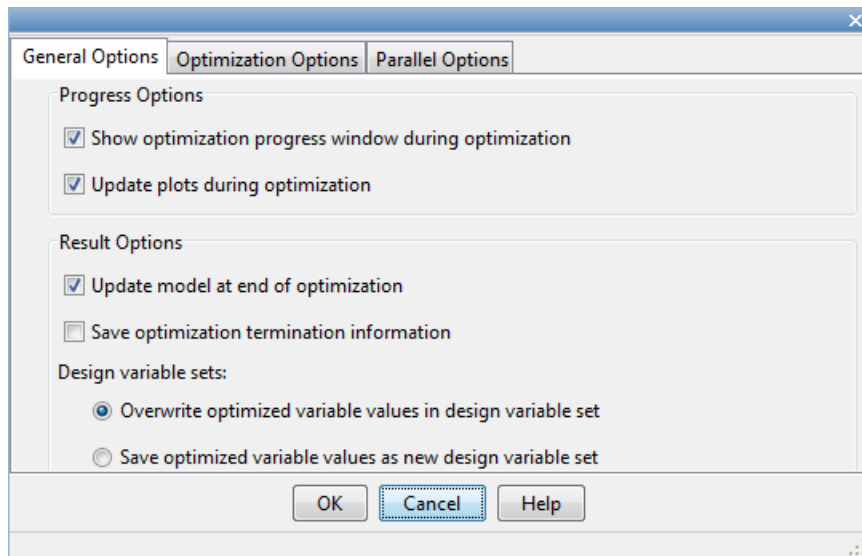 General Options
Optimization Options
Parallel Options
Progress Options
Show optimization progress window during optimization
Update plots during optimization
Result Options
Update model at end of optimization
Save optimization termination information
Design variable sets:
Overwrite optimized variable values in design variable set
Save optimized variable values as new design variable set
OK
Cancel
Help